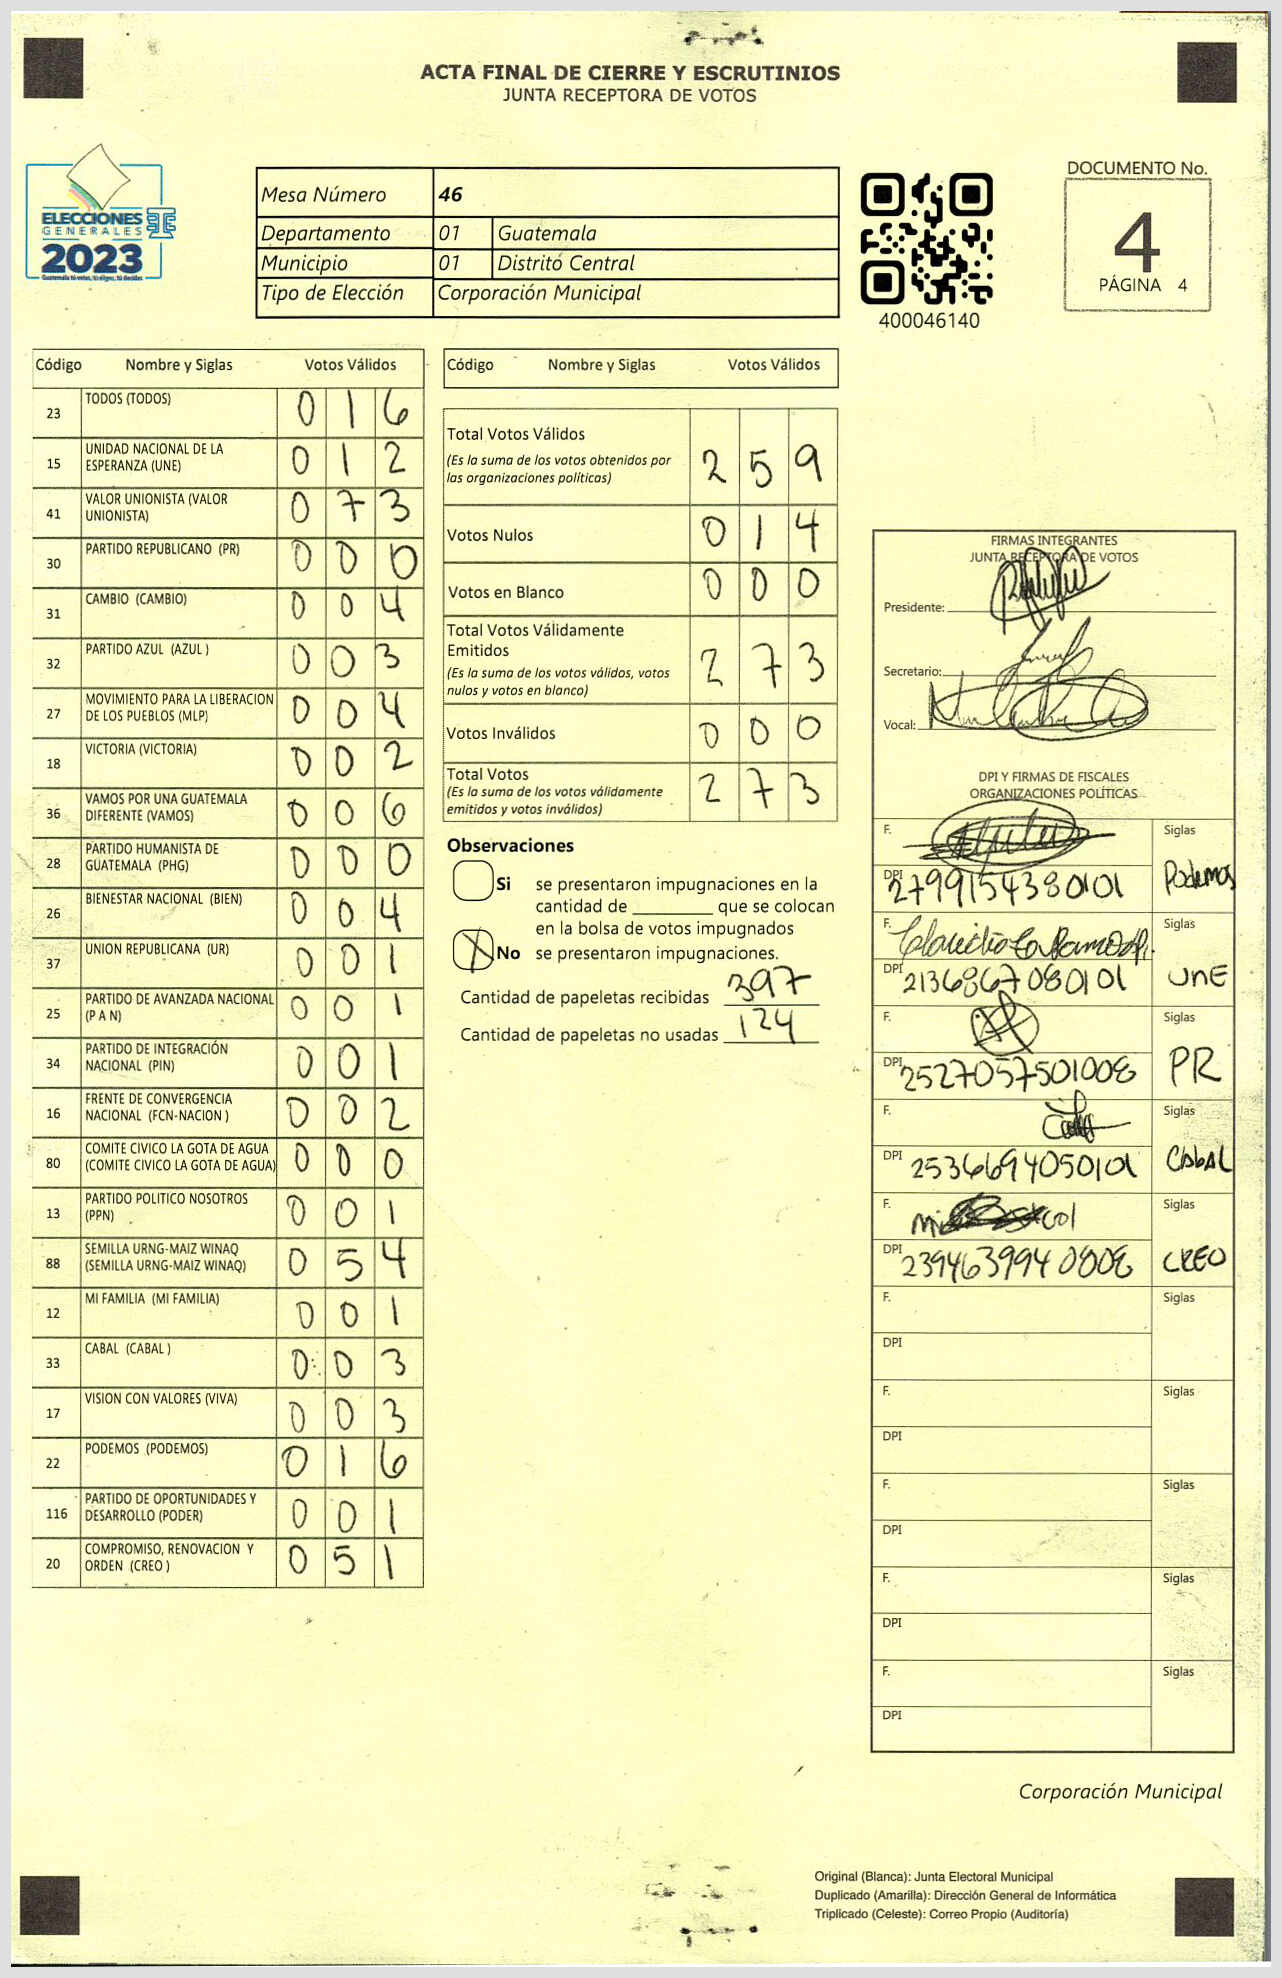 ACTA FINAL DE CIERRE Y ESCRUTINIOS
JUNTA RECEPTORA DE VOTOS
ELECCIONES
GENERALES
2023
Mesa Número 46
Departamento 01 Guatemala
Municipio 01 Distrito Central
Tipo de Elección Corporación Municipal
400046140
DOCUMENTO No.
4
PÁGINA 4
Código Nombre y Siglas Votos Válidos
23 TODOS (TODOS) 0 1 6
15 UNIDAD NACIONAL DE LA
ESPERANZA (UNE) 0 1 2
41 VALOR UNIONISTA (VALOR
UNIONISTA) 0 7 3
30 PARTIDO REPUBLICANO (PR) 0 0 0
31 CAMBIO (CAMBIO) 0 0 4
32 PARTIDO AZUL (AZUL ) 0 0 3
27 MOVIMIENTO PARA LA LIBERACION
DE LOS PUEBLOS (MLP) 0 0 4
18 VICTORIA (VICTORIA) 0 0 2
36 VAMOS POR UNA GUATEMALA
DIFERENTE (VAMOS) 0 0 6
28 PARTIDO HUMANISTA DE
GUATEMALA (PHG) 0 0 0
26 BIENESTAR NACIONAL (BIEN) 0 0 4
37 UNION REPUBLICANA (UR) 0 0 1
25 PARTIDO DE AVANZADA NACIONAL
(P A N) 0 0 1
34 PARTIDO DE INTEGRACIÓN
NACIONAL (PIN) 0 0 1
16 FRENTE DE CONVERGENCIA
NACIONAL (FCN-NACION ) 0 0 2
80 COMITE CIVICO LA GOTA DE AGUA
(COMITE CIVICO LA GOTA DE AGUA) 0 0 0
13 PARTIDO POLITICO NOSOTROS
(PPN) 0 0 1
88 SEMILLA URNG-MAIZ WINAQ
(SEMILLA URNG-MAIZ WINAQ) 0 5 4
12 MI FAMILIA (MI FAMILIA) 0 0 1
33 CABAL (CABAL ) 0 0 3
17 VISION CON VALORES (VIVA) 0 0 3
22 PODEMOS (PODEMOS) 0 1 6
116 PARTIDO DE OPORTUNIDADES Y
DESARROLLO (PODER) 0 0 1
20 COMPROMISO, RENOVACION Y
ORDEN (CREO ) 0 5 1
Código Nombre y Siglas Votos Válidos
Total Votos Válidos
(Es la suma de los votos obtenidos por
las organizaciones políticas) 2 5 9
Votos Nulos 0 1 4
Votos en Blanco 0 0 0
Total Votos Válidamente
Emitidos
(Es la suma de los votos válidos, votos
nulos y votos en blanco) 2 7 3
Votos Inválidos 0 0 0
Total Votos
(Es la suma de los votos válidamente
emitidos y votos inválidos) 2 7 3
Observaciones
Si se presentaron impugnaciones en la
cantidad de ________ que se colocan
en la bolsa de votos impugnados
No se presentaron impugnaciones.
Cantidad de papeletas recibidas 397
Cantidad de papeletas no usadas 124
FIRMAS INTEGRANTES
JUNTA RECEPTORA DE VOTOS
Presidente:
Secretario:
Vocal:
DPI Y FIRMAS DE FISCALES
ORGANIZACIONES POLÍTICAS
F. Siglas
DPI 2799154380101 Podemos
F. Siglas
DPI 2136867080101 UNE
F. Siglas
DPI 2527057501008 PR
F. Siglas
DPI 2536694050101 CABAL
F. Siglas
DPI 2394639940808 CREO
F. Siglas
DPI
F. Siglas
DPI
F. Siglas
DPI
F. Siglas
DPI
F. Siglas
DPI
Corporación Municipal
Original (Blanca): Junta Electoral Municipal
Duplicado (Amarilla): Dirección General de Informática
Triplicado (Celeste): Correo Propio (Auditoría)